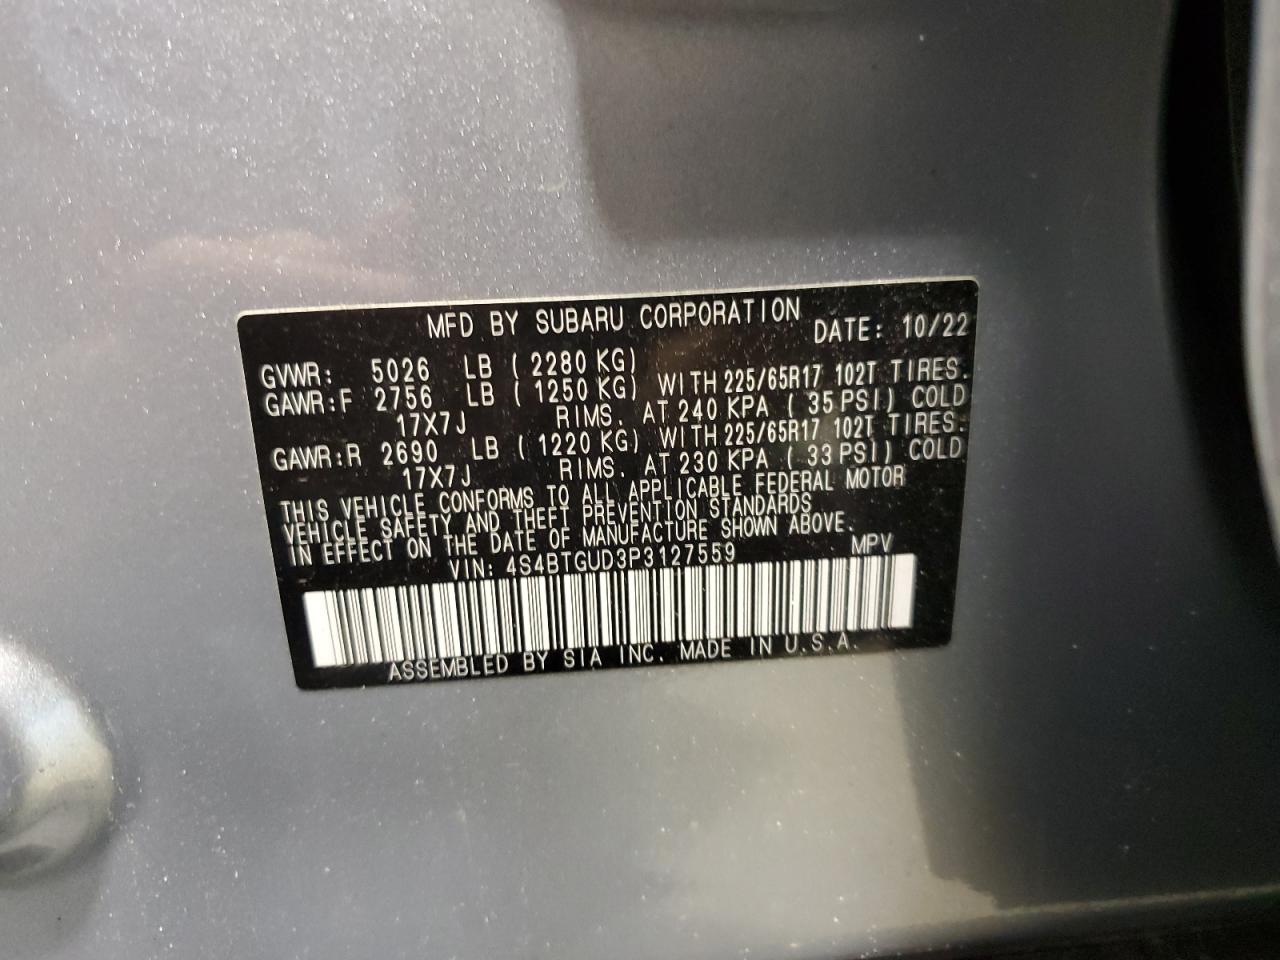 MFD BY SUBARU CORPORATION DATE: 10/22
GVWR: 5026 LB ( 2280 KG)
GAWR:F 2756 LB ( 1250 KG) WITH 225/65R17 102T TIRES.
17X7J RIMS. AT 240 KPA ( 35 PSI) COLD
GAWR:R 2690 LB ( 1220 KG) WITH 225/65R17 102T TIRES.
17X7J RIMS. AT 230 KPA ( 33 PSI) COLD
THIS VEHICLE CONFORMS TO ALL APPLICABLE FEDERAL MOTOR
VEHICLE SAFETY AND THEFT PREVENTION STANDARDS
IN EFFECT ON THE DATE OF MANUFACTURE SHOWN ABOVE.
VIN: 4S4BTGUD3P3127559 MPV
ASSEMBLED BY SIA INC. MADE IN U.S.A.